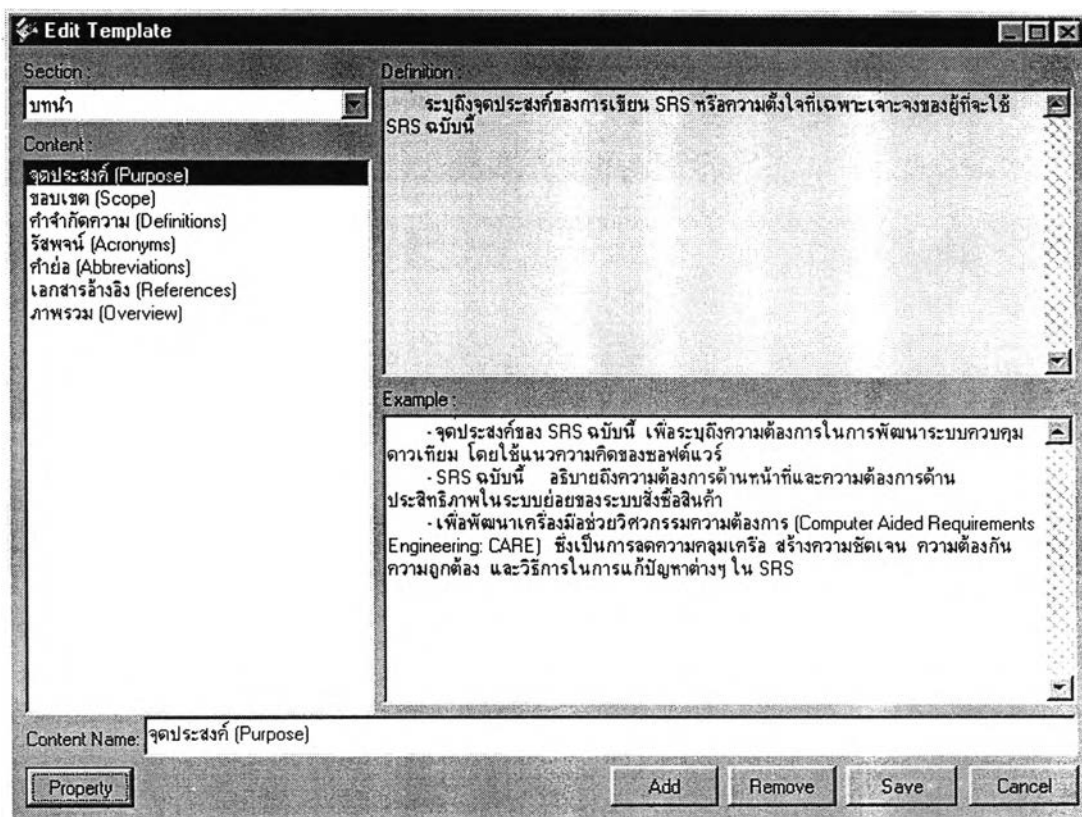 Edit Template
Section :
บทนำ
Content :
จุดประสงค์ (Purpose)
ขอบเขต (Scope)
คำจำกัดความ (Definitions)
รัสพจน์ (Acronyms)
คำย่อ (Abbreviations)
เอกสารอ้างอิง (References)
ภาพรวม (Overview)
Definition :
ระบุถึงจุดประสงค์ของการเขียน SRS หรือความตั้งใจที่เฉพาะเจาะจงของผู้ที่จะใช้
SRS ฉบับนี้
Example :
- จุดประสงค์ของ SRS ฉบับนี้ เพื่อระบุถึงความต้องการในการพัฒนาระบบควบคุม
ดาวเทียม โดยใช้แนวความคิดของซอฟต์แวร์
- SRS ฉบับนี้ อธิบายถึงความต้องการด้านหน้าที่และความต้องการด้าน
ประสิทธิภาพในระบบย่อยของระบบสั่งซื้อสินค้า
- เพื่อพัฒนาเครื่องมือช่วยวิศวกรรมความต้องการ (Computer Aided Requirements
Engineering: CARE) ซึ่งเป็นการลดความคลุมเครือ สร้างความชัดเจน ความต้องกัน
ความถูกต้อง และวิธีการในการแก้ปัญหาต่างๆ ใน SRS
Content Name: จุดประสงค์ (Purpose)
Property
Add
Remove
Save
Cancel